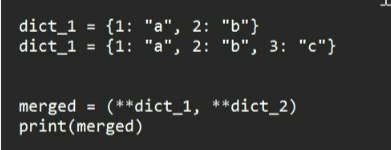 dict_1 = {1: "a", 2: "b"}
dict_1 = {1: "a", 2: "b", 3: "c"}
merged = (**dict_1, **dict_2)
print(merged)